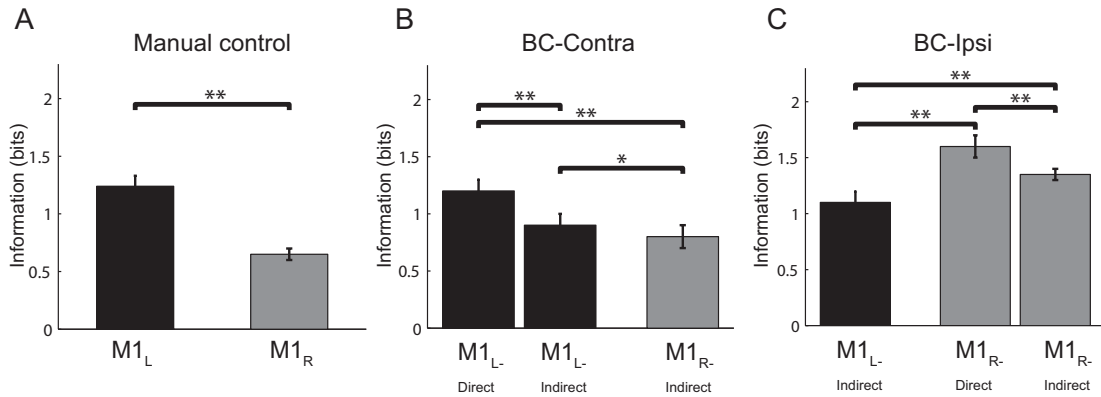 A
Manual control
Information (bits)
2
1.5
1
0.5
0
**
M1L
M1R
B
BC-Contra
Information (bits)
2
1.5
1
0.5
0
**
**
*
M1L-
Direct
M1L-
Indirect
M1R-
Indirect
C
BC-Ipsi
Information (bits)
2
1.5
1
0.5
0
**
**
**
M1L-
Indirect
M1R-
Direct
M1R-
Indirect